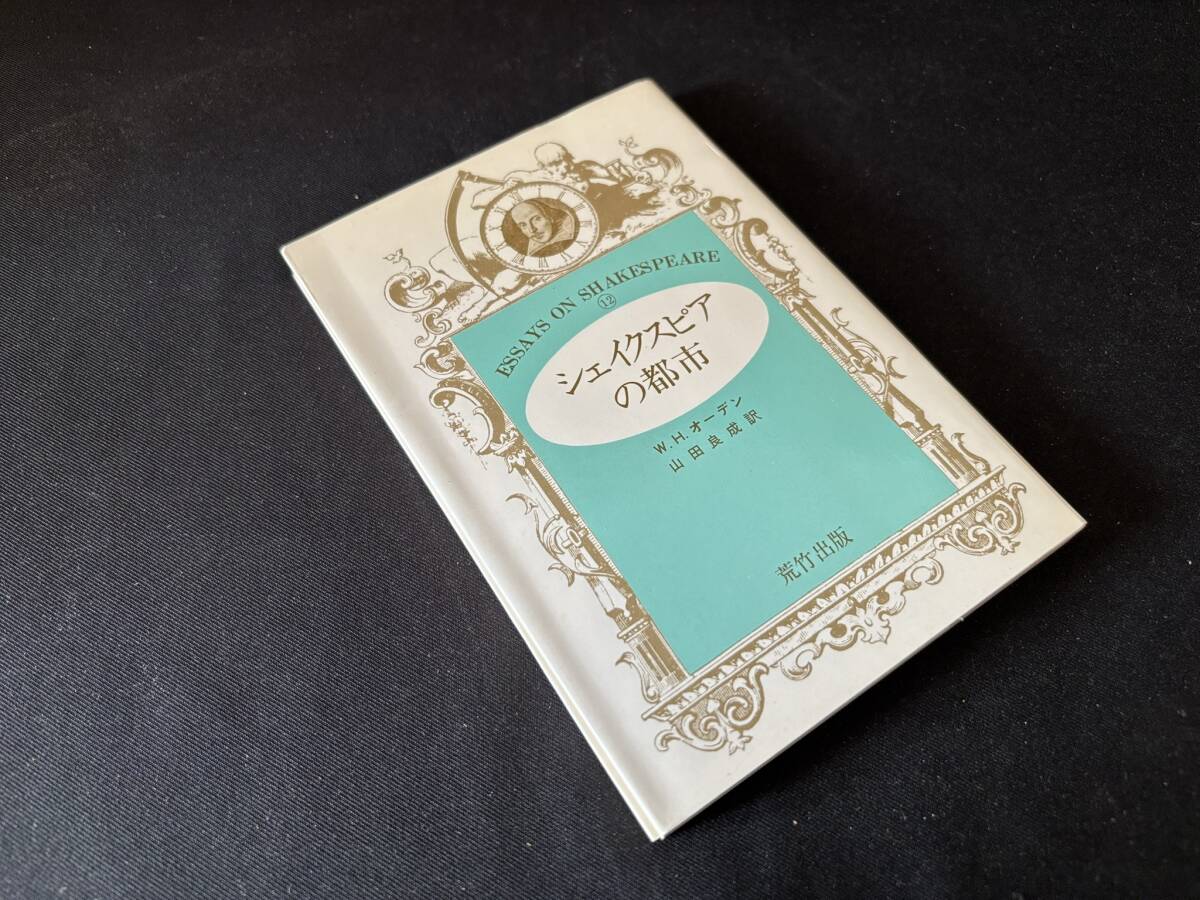 ESSAYS ON SHAKESPEARE
⑫
シェイクスピア
の都市
W.H.オーデン
山田良成訳
荒竹出版